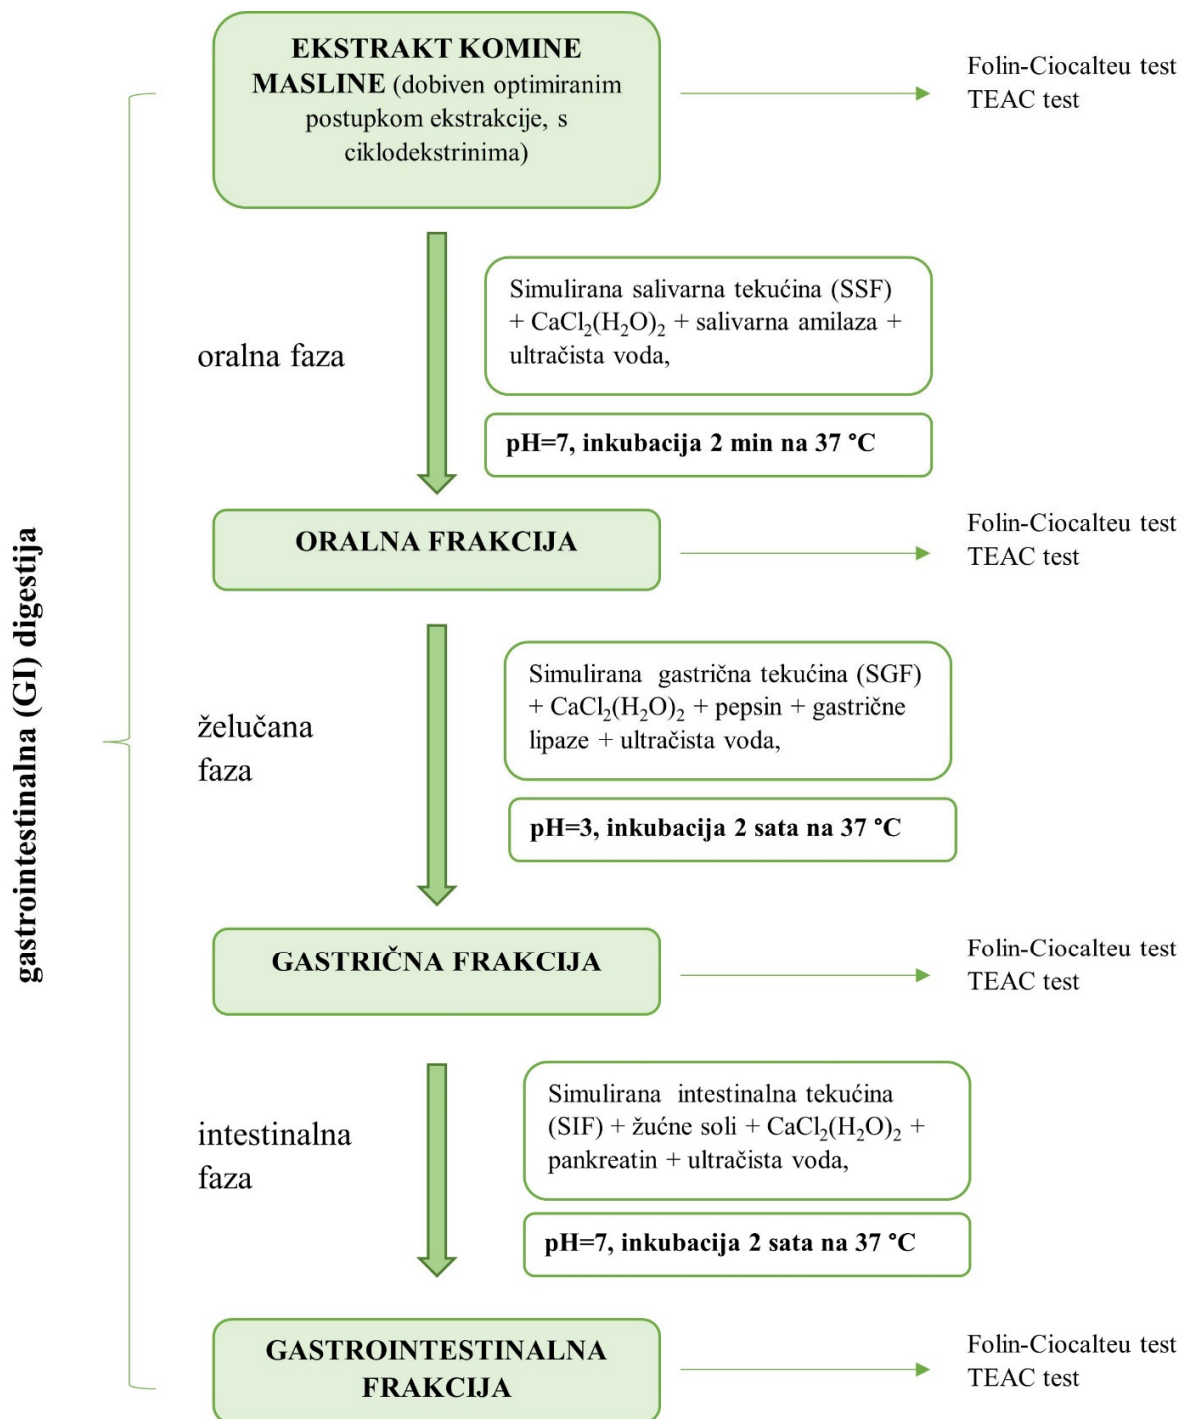 EKSTRAKT KOMINE
MASLINE (dobiven optimiranim
postupkom ekstrakcije, s
ciklodekstrinima)
Folin-Ciocalteu test
TEAC test
oralna faza
Simulirana salivarna tekućina (SSF)
+ CaCl₂(H₂O)₂ + salivarna amilaza +
ultračista voda,
pH=7, inkubacija 2 min na 37 °C
ORALNA FRAKCIJA
Folin-Ciocalteu test
TEAC test
gastrointestinalna (GI) digestija
želučana
faza
Simulirana gastrična tekućina (SGF)
+ CaCl₂(H₂O)₂ + pepsin + gastrične
lipaze + ultračista voda,
pH=3, inkubacija 2 sata na 37 °C
GASTRIČNA FRAKCIJA
Folin-Ciocalteu test
TEAC test
intestinalna
faza
Simulirana intestinalna tekućina
(SIF) + žućne soli + CaCl₂(H₂O)₂ +
pankreatin + ultračista voda,
pH=7, inkubacija 2 sata na 37 °C
GASTROINTESTINALNA
FRAKCIJA
Folin-Ciocalteu test
TEAC test